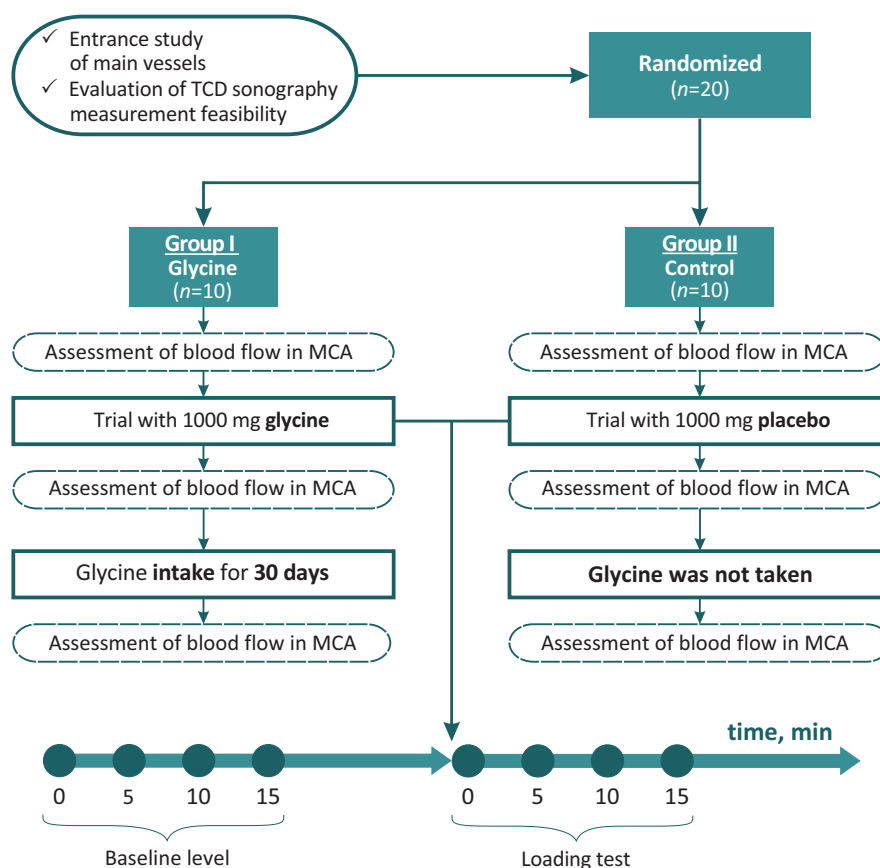 ✓ Entrance study
of main vessels
✓ Evaluation of TCD sonography
measurement feasibility
Randomized
(n=20)
Group I
Glycine
(n=10)
Group II
Control
(n=10)
Assessment of blood flow in MCA
Assessment of blood flow in MCA
Trial with 1000 mg glycine
Trial with 1000 mg placebo
Assessment of blood flow in MCA
Assessment of blood flow in MCA
Glycine intake for 30 days
Glycine was not taken
Assessment of blood flow in MCA
Assessment of blood flow in MCA
time, min
0 5 10 15
0 5 10 15
Baseline level
Loading test